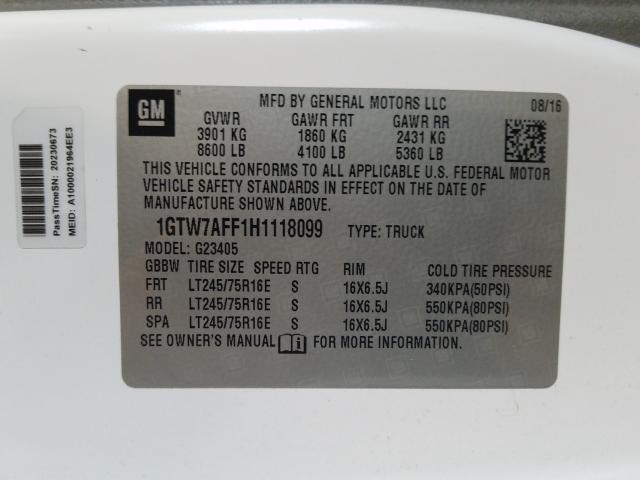 GM
MFD BY GENERAL MOTORS LLC 08/16
GVWR GAWR FRT GAWR RR
3901 KG 1860 KG 2431 KG
8600 LB 4100 LB 5360 LB
THIS VEHICLE CONFORMS TO ALL APPLICABLE U.S. FEDERAL MOTOR
VEHICLE SAFETY STANDARDS IN EFFECT ON THE DATE OF
MANUFACTURE SHOWN ABOVE.
1GTW7AFF1H1118099 TYPE: TRUCK
MODEL: G23405
GBBW TIRE SIZE SPEED RTG RIM COLD TIRE PRESSURE
FRT LT245/75R16E S 16X6.5J 340KPA(50PSI)
RR LT245/75R16E S 16X6.5J 550KPA(80PSI)
SPA LT245/75R16E S 16X6.5J 550KPA(80PSI)
SEE OWNER'S MANUAL i FOR MORE INFORMATION.
PassTimeSN: 20230673
MEID: A1000021964EE3